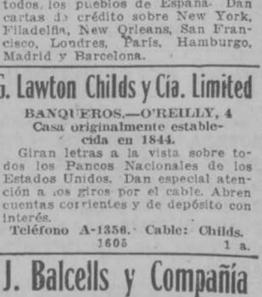 todos los pueblos de España. Dan
cartas de crédito sobre New York,
Filadelfia, New Orleans, San Fran-
cisco, Londres, París, Hamburgo,
Madrid y Barcelona.
G. Lawton Childs y Cía. Limited
BANQUEROS.—O'REILLY, 4
Casa originalmente estable-
cida en 1844.
Giran letras a la vista sobre to-
dos los Pancos Nacionales de los
Estados Unidos. Dan especial aten-
ción a los giros por el cable. Abren
cuentas corrientes y de depósito con
interés.
Teléfono A-1356. Cable: Childs.
1605 1 a.
J. Balcells y Compañía